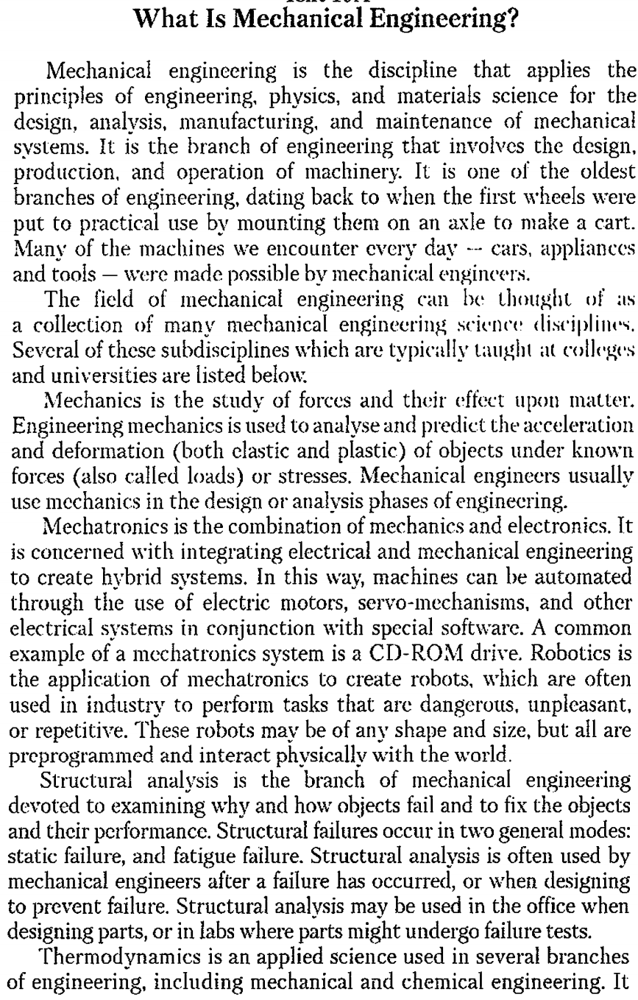 What Is Mechanical Engineering?
Mechanical engineering is the discipline that applies the
principles of engineering, physics, and materials science for the
design, analysis, manufacturing, and maintenance of mechanical
systems. It is the branch of engineering that involves the design,
production, and operation of machinery. It is one of the oldest
branches of engineering, dating back to when the first wheels were
put to practical use by mounting them on an axle to make a cart.
Many of the machines we encounter every day — cars, appliances
and tools — were made possible by mechanical engineers.
The field of mechanical engineering can be thought of as
a collection of many mechanical engineering science disciplines.
Several of these subdisciplines which are typically taught at colleges
and universities are listed below.
Mechanics is the study of forces and their effect upon matter.
Engineering mechanics is used to analyse and predict the acceleration
and deformation (both elastic and plastic) of objects under known
forces (also called loads) or stresses. Mechanical engineers usually
use mechanics in the design or analysis phases of engineering.
Mechatronics is the combination of mechanics and electronics. It
is concerned with integrating electrical and mechanical engineering
to create hybrid systems. In this way, machines can be automated
through the use of electric motors, servo-mechanisms, and other
electrical systems in conjunction with special software. A common
example of a mechatronics system is a CD-ROM drive. Robotics is
the application of mechatronics to create robots, which are often
used in industry to perform tasks that are dangerous, unpleasant,
or repetitive. These robots may be of any shape and size, but all are
preprogrammed and interact physically with the world.
Structural analysis is the branch of mechanical engineering
devoted to examining why and how objects fail and to fix the objects
and their performance. Structural failures occur in two general modes:
static failure, and fatigue failure. Structural analysis is often used by
mechanical engineers after a failure has occurred, or when designing
to prevent failure. Structural analysis may be used in the office when
designing parts, or in labs where parts might undergo failure tests.
Thermodynamics is an applied science used in several branches
of engineering, including mechanical and chemical engineering. It